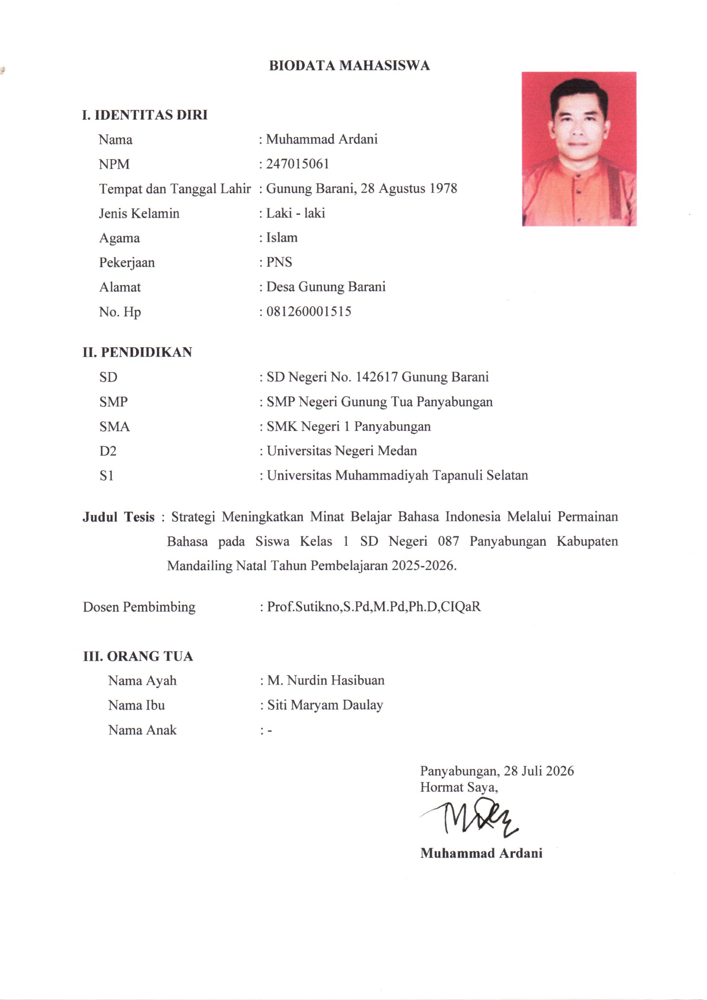 BIODATA MAHASISWA
I. IDENTITAS DIRI
Nama : Muhammad Ardani
NPM : 247015061
Tempat dan Tanggal Lahir : Gunung Barani, 28 Agustus 1978
Jenis Kelamin : Laki - laki
Agama : Islam
Pekerjaan : PNS
Alamat : Desa Gunung Barani
No. Hp : 081260001515
II. PENDIDIKAN
SD : SD Negeri No. 142617 Gunung Barani
SMP : SMP Negeri Gunung Tua Panyabungan
SMA : SMK Negeri 1 Panyabungan
D2 : Universitas Negeri Medan
S1 : Universitas Muhammadiyah Tapanuli Selatan
Judul Tesis : Strategi Meningkatkan Minat Belajar Bahasa Indonesia Melalui Permainan
Bahasa pada Siswa Kelas 1 SD Negeri 087 Panyabungan Kabupaten
Mandailing Natal Tahun Pembelajaran 2025-2026.
Dosen Pembimbing : Prof.Sutikno,S.Pd,M.Pd,Ph.D,CIQaR
III. ORANG TUA
Nama Ayah : M. Nurdin Hasibuan
Nama Ibu : Siti Maryam Daulay
Nama Anak : -
Panyabungan, 28 Juli 2026
Hormat Saya,
Muhammad Ardani